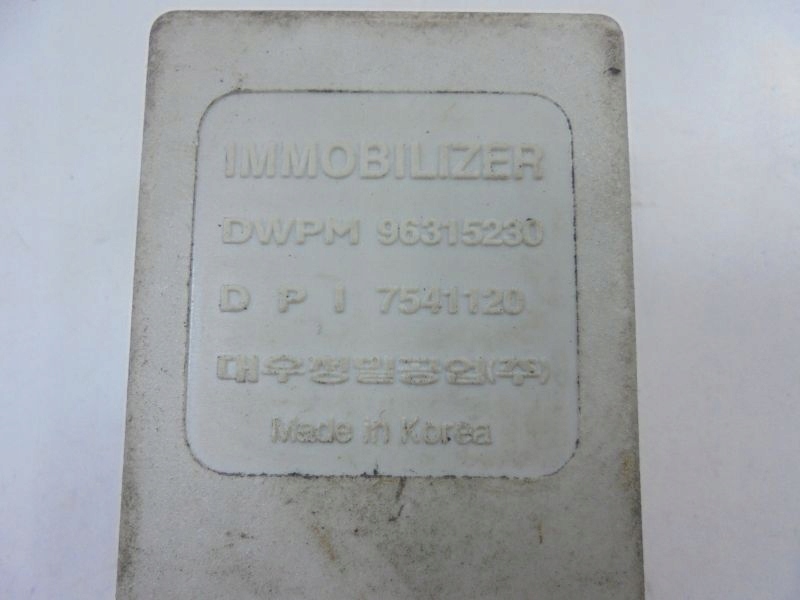 IMMOBILIZER
DWPM 96315230
D P I 7541120
대우정밀공업(주)
Made in Korea